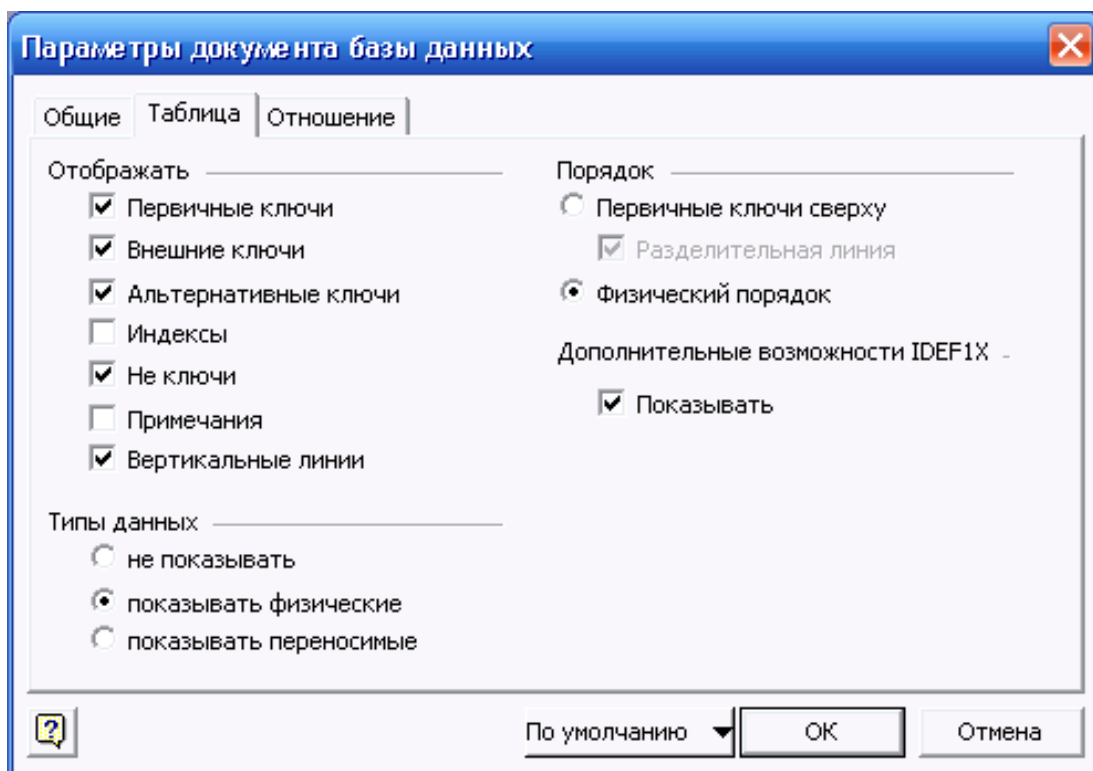 Параметры документа базы данных
Общие Таблица Отношение
Отображать
Первичные ключи
Внешние ключи
Альтернативные ключи
Индексы
Не ключи
Примечания
Вертикальные линии
Типы данных
не показывать
показывать физические
показывать переносимые
Порядок
Первичные ключи сверху
Разделительная линия
Физический порядок
Дополнительные возможности IDEF1X
Показывать
По умолчанию OK Отмена